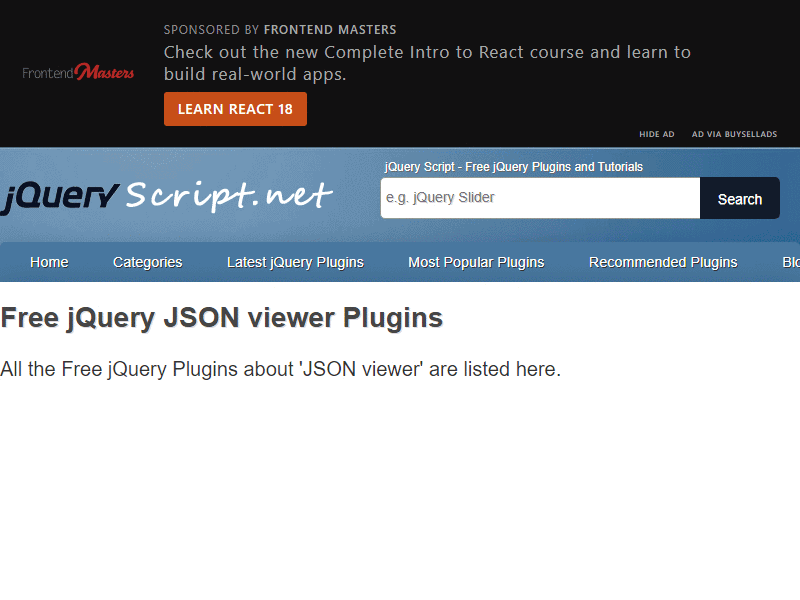 SPONSORED BY FRONTEND MASTERS
Check out the new Complete Intro to React course and learn to
build real-world apps.
FrontendMasters
LEARN REACT 18
HIDE AD AD VIA BUYSELLADS
jQuery Script - Free jQuery Plugins and Tutorials
jQuery Script.net
e.g. jQuery Slider
Search
Home Categories Latest jQuery Plugins Most Popular Plugins Recommended Plugins
Free jQuery JSON viewer Plugins
All the Free jQuery Plugins about 'JSON viewer' are listed here.